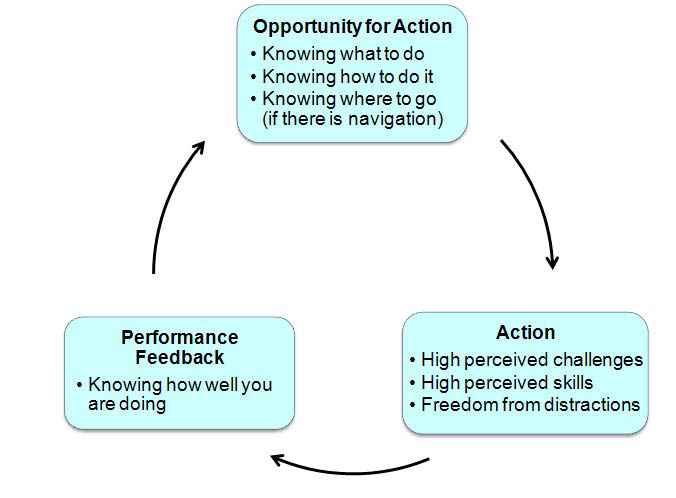 Opportunity for Action
• Knowing what to do
• Knowing how to do it
• Knowing where to go
(if there is navigation)
Performance
Feedback
• Knowing how well you
are doing
Action
• High perceived challenges
• High perceived skills
• Freedom from distractions